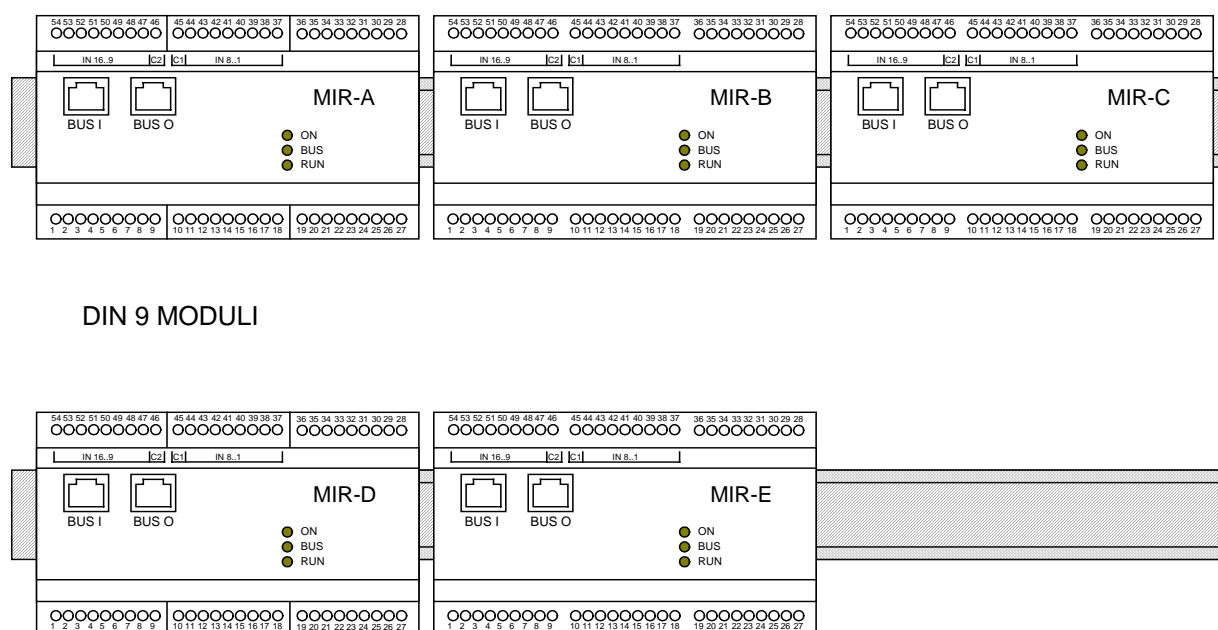 54 53 52 51 50 49 48 47 46 45 44 43 42 41 40 39 38 37 36 35 34 33 32 31 30 29 28
IN 16..9 C2 C1 IN 8..1
MIR-A
BUS I BUS O
ON
BUS
RUN
1 2 3 4 5 6 7 8 9 10 11 12 13 14 15 16 17 18 19 20 21 22 23 24 25 26 27
54 53 52 51 50 49 48 47 46 45 44 43 42 41 40 39 38 37 36 35 34 33 32 31 30 29 28
IN 16..9 C2 C1 IN 8..1
MIR-B
BUS I BUS O
ON
BUS
RUN
1 2 3 4 5 6 7 8 9 10 11 12 13 14 15 16 17 18 19 20 21 22 23 24 25 26 27
54 53 52 51 50 49 48 47 46 45 44 43 42 41 40 39 38 37 36 35 34 33 32 31 30 29 28
IN 16..9 C2 C1 IN 8..1
MIR-C
BUS I BUS O
ON
BUS
RUN
1 2 3 4 5 6 7 8 9 10 11 12 13 14 15 16 17 18 19 20 21 22 23 24 25 26 27
DIN 9 MODULI
54 53 52 51 50 49 48 47 46 45 44 43 42 41 40 39 38 37 36 35 34 33 32 31 30 29 28
IN 16..9 C2 C1 IN 8..1
MIR-D
BUS I BUS O
ON
BUS
RUN
1 2 3 4 5 6 7 8 9 10 11 12 13 14 15 16 17 18 19 20 21 22 23 24 25 26 27
54 53 52 51 50 49 48 47 46 45 44 43 42 41 40 39 38 37 36 35 34 33 32 31 30 29 28
IN 16..9 C2 C1 IN 8..1
MIR-E
BUS I BUS O
ON
BUS
RUN
1 2 3 4 5 6 7 8 9 10 11 12 13 14 15 16 17 18 19 20 21 22 23 24 25 26 27